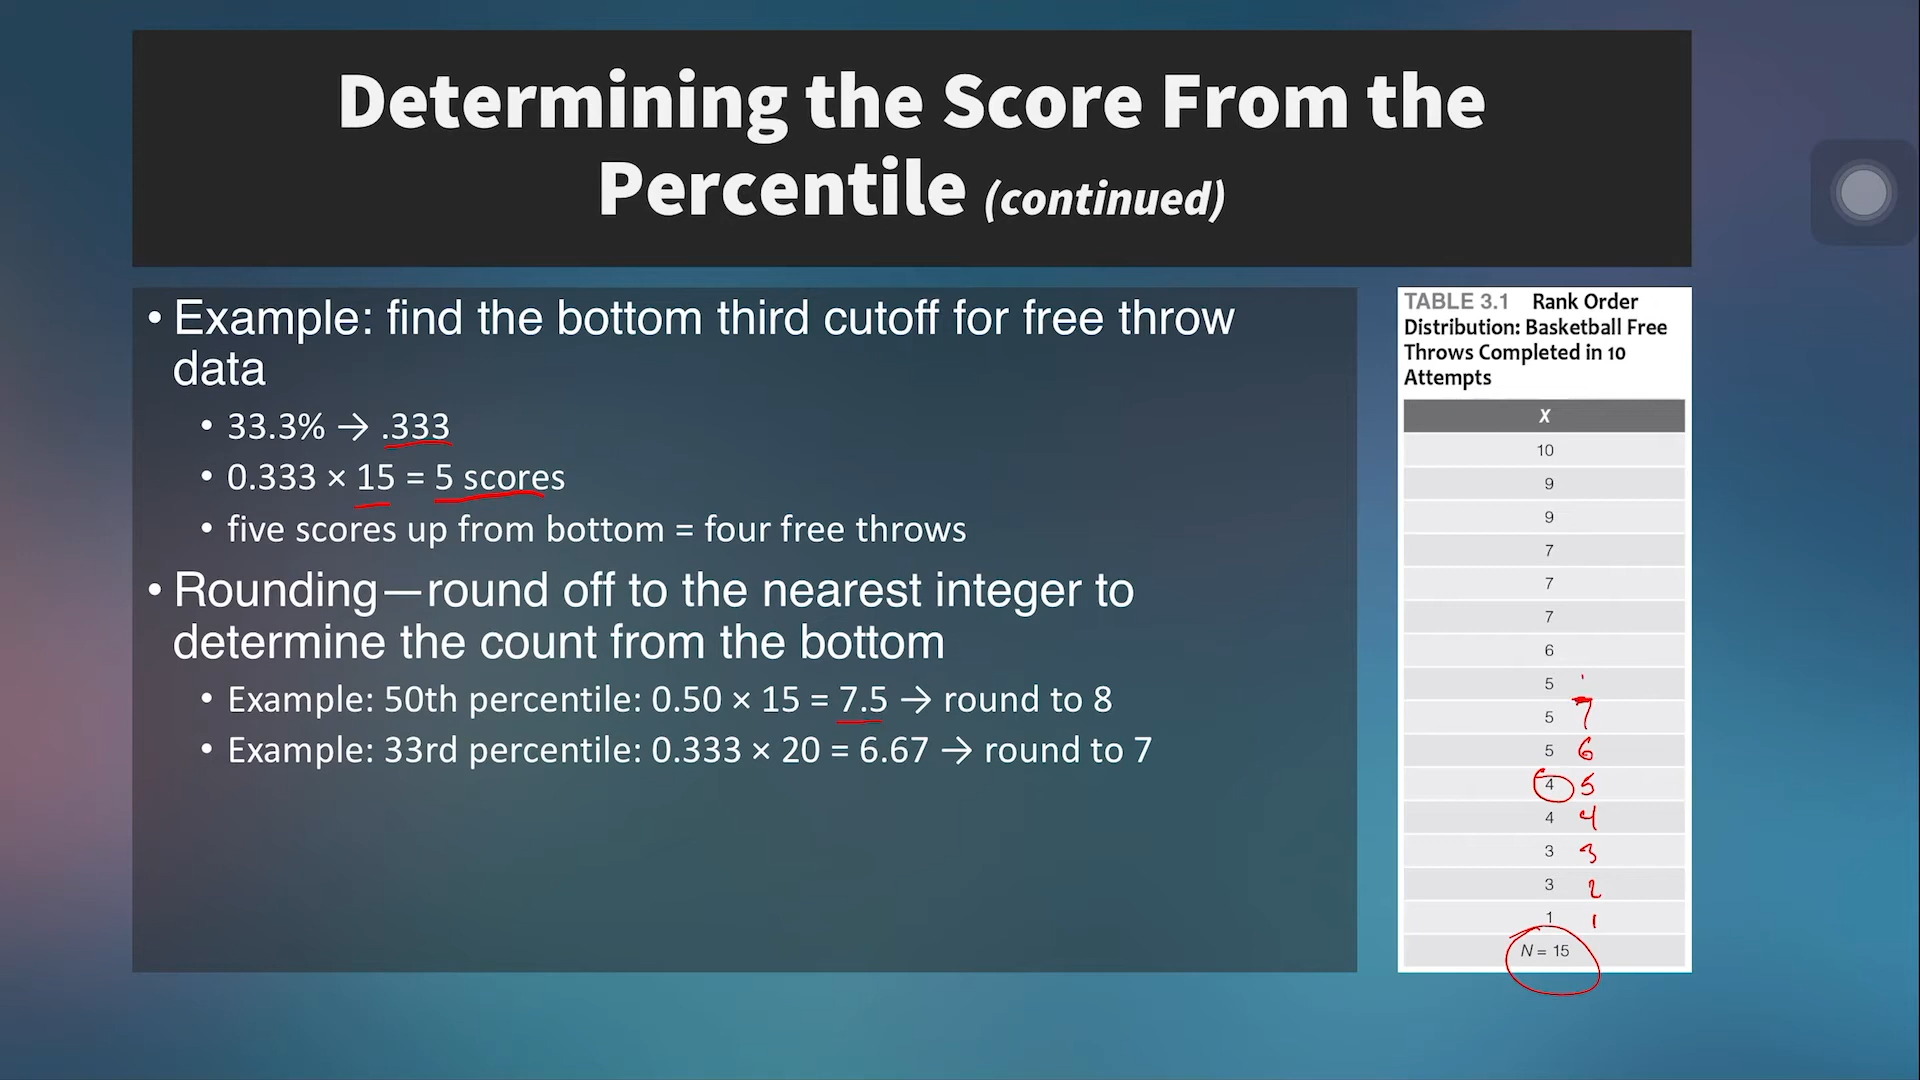 Determining the Score From the
Percentile (continued)
• Example: find the bottom third cutoff for free throw
data
• 33.3% → .333
• 0.333 × 15 = 5 scores
• five scores up from bottom = four free throws
• Rounding—round off to the nearest integer to
determine the count from the bottom
• Example: 50th percentile: 0.50 × 15 = 7.5 → round to 8
• Example: 33rd percentile: 0.333 × 20 = 6.67 → round to 7
TABLE 3.1 Rank Order
Distribution: Basketball Free
Throws Completed in 10
Attempts
X
10
9
9
7
7
7
6
5
5 7
5 6
4 5
4 4
3 3
3 2
1 1
N = 15